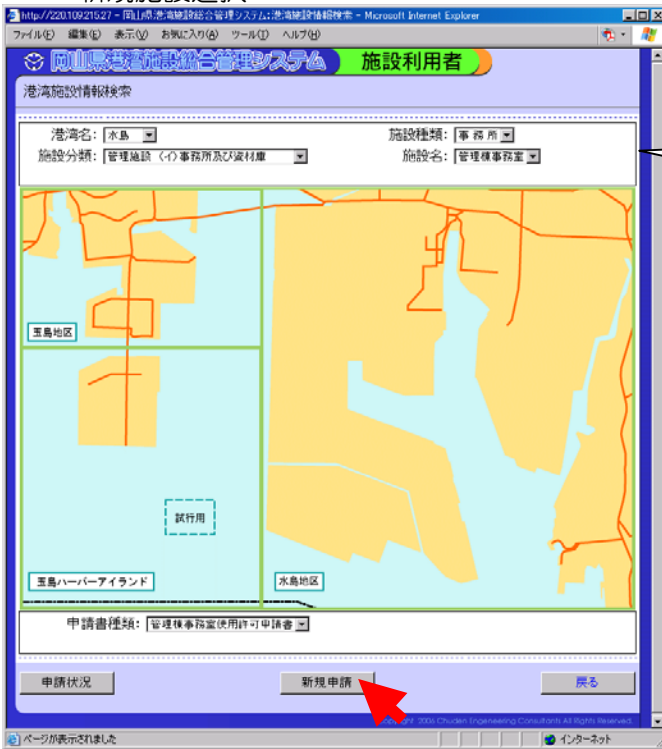 http://220.109.215.27 - 岡山県港湾施設総合管理システム:港湾施設情報検索 - Microsoft Internet Explorer
ファイル(F) 編集(E) 表示(V) お気に入り(A) ツール(T) ヘルプ(H)
岡山県港湾施設総合管理システム 施設利用者
港湾施設情報検索
港湾名: 水島 施設種類: 事務所
施設分類: 管理施設 (イ)事務所及び資材庫 施設名: 管理棟事務室
玉島地区
試行用
玉島ハーバーアイランド 水島地区
申請書種類: 管理棟事務室使用許可申請書
申請状況 新規申請 戻る
2006 Chuden Engeneering Consultants All Rights Reserved.
ページが表示されました インターネット